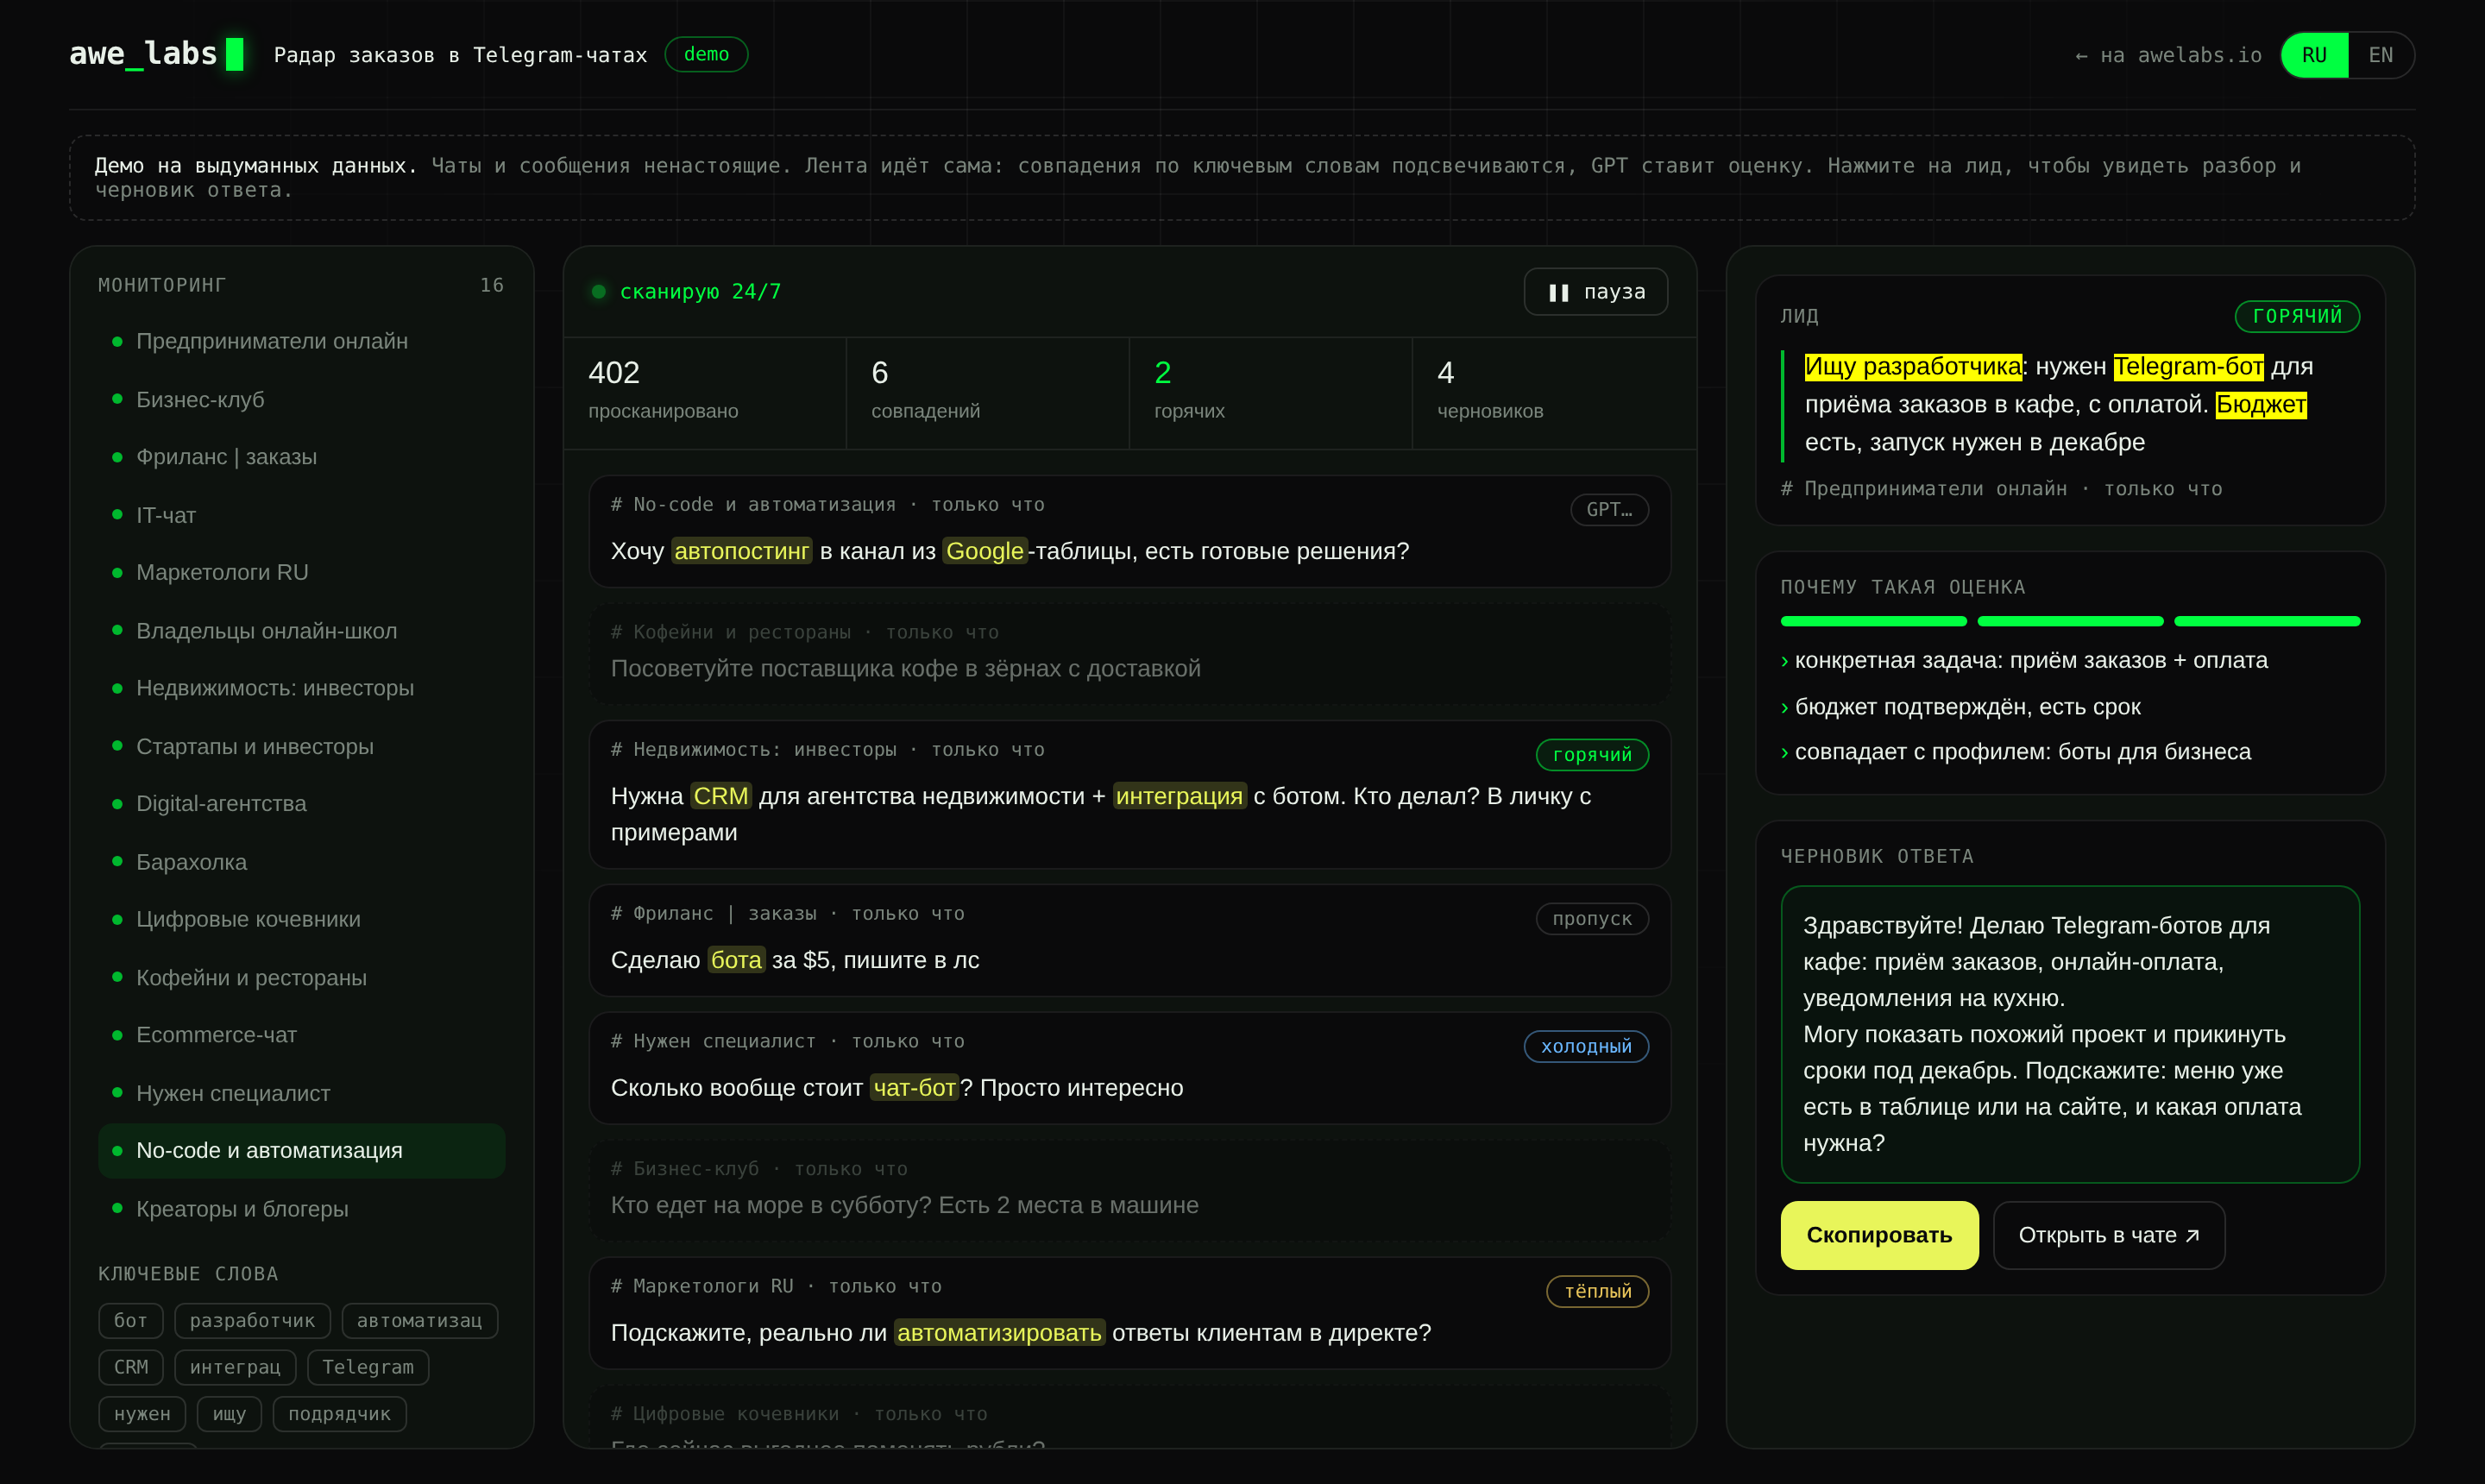 awe_labs
Радар заказов в Telegram-чатах
demo
← на awelabs.io
RU
EN
Демо на выдуманных данных. Чаты и сообщения ненастоящие. Лента идёт сама: совпадения по ключевым словам подсвечиваются, GPT ставит оценку. Нажмите на лид, чтобы увидеть разбор и
черновик ответа.
МОНИТОРИНГ
16
Предприниматели онлайн
Бизнес-клуб
Фриланс | заказы
IT-чат
Маркетологи RU
Владельцы онлайн-школ
Недвижимость: инвесторы
Стартапы и инвесторы
Digital-агентства
Барахолка
Цифровые кочевники
Кофейни и рестораны
Ecommerce-чат
Нужен специалист
No-code и автоматизация
Креаторы и блогеры
КЛЮЧЕВЫЕ СЛОВА
бот разработчик автоматизац
CRM интеграц Telegram
нужен ищу подрядчик
сканирую 24/7
пауза
402
просканировано
6
совпадений
2
горячих
4
черновиков
# No-code и автоматизация · только что
GPT…
Хочу автопостинг в канал из Google-таблицы, есть готовые решения?
# Кофейни и рестораны · только что
Посоветуйте поставщика кофе в зёрнах с доставкой
# Недвижимость: инвесторы · только что
горячий
Нужна CRM для агентства недвижимости + интеграция с ботом. Кто делал? В личку с
примерами
# Фриланс | заказы · только что
пропуск
Сделаю бота за $5, пишите в лс
# Нужен специалист · только что
холодный
Сколько вообще стоит чат-бот? Просто интересно
# Бизнес-клуб · только что
Кто едет на море в субботу? Есть 2 места в машине
# Маркетологи RU · только что
тёплый
Подскажите, реально ли автоматизировать ответы клиентам в директе?
# Цифровые кочевники · только что
Где сейчас выгоднее поменять рубли?
ЛИД
ГОРЯЧИЙ
Ищу разработчика: нужен Telegram-бот для
приёма заказов в кафе, с оплатой. Бюджет
есть, запуск нужен в декабре
# Предприниматели онлайн · только что
ПОЧЕМУ ТАКАЯ ОЦЕНКА
› конкретная задача: приём заказов + оплата
› бюджет подтверждён, есть срок
› совпадает с профилем: боты для бизнеса
ЧЕРНОВИК ОТВЕТА
Здравствуйте! Делаю Telegram-ботов для
кафе: приём заказов, онлайн-оплата,
уведомления на кухню.
Могу показать похожий проект и прикинуть
сроки под декабрь. Подскажите: меню уже
есть в таблице или на сайте, и какая оплата
нужна?
Скопировать
Открыть в чате ↗